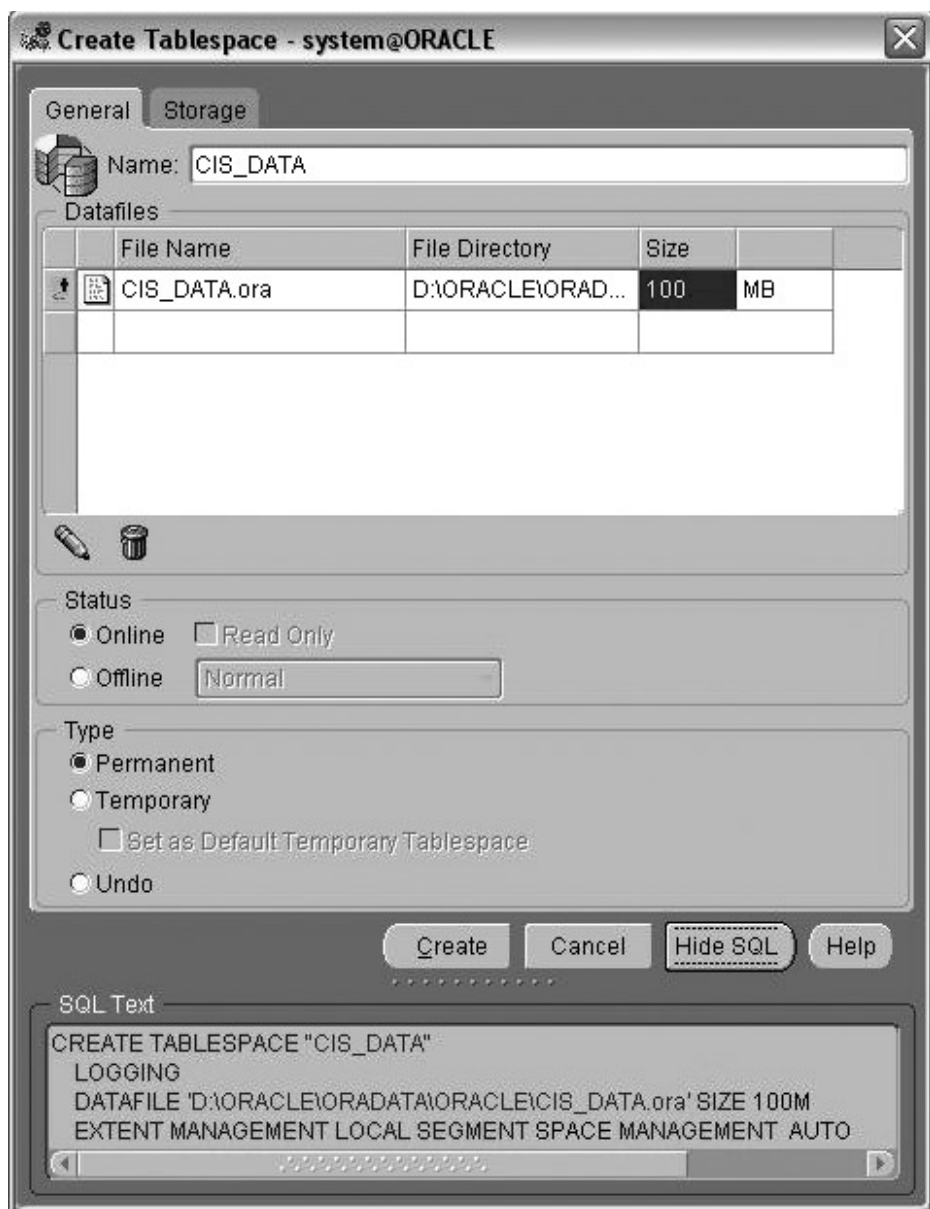 Create Tablespace - system@ORACLE
General Storage
Name: CIS_DATA
Datafiles
File Name File Directory Size
CIS_DATA.ora D:\ORACLE\ORAD... 100 MB
Status
Online Read Only
Offline Normal
Type
Permanent
Temporary
Set as Default Temporary Tablespace
Undo
Create Cancel Hide SQL Help
SQL Text
CREATE TABLESPACE "CIS_DATA"
LOGGING
DATAFILE 'D:\ORACLE\ORADATA\ORACLE\CIS_DATA.ora' SIZE 100M
EXTENT MANAGEMENT LOCAL SEGMENT SPACE MANAGEMENT AUTO